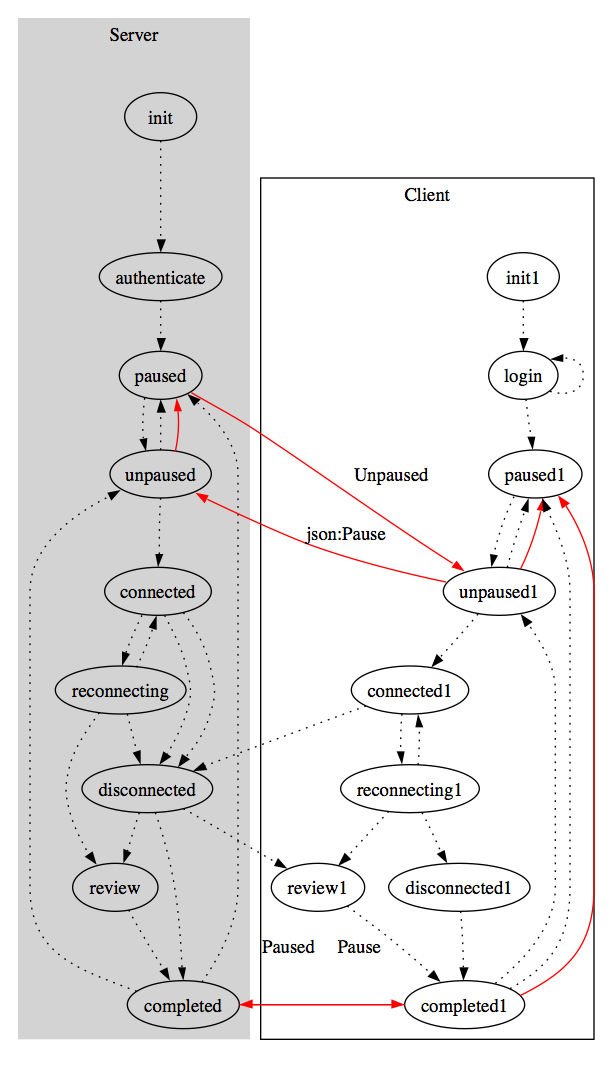 Server
init
Client
authenticate
init1
paused
login
unpaused
Unpaused
paused1
json:Pause
connected
unpaused1
reconnecting
connected1
disconnected
reconnecting1
review
review1
disconnected1
Paused
Pause
completed
completed1